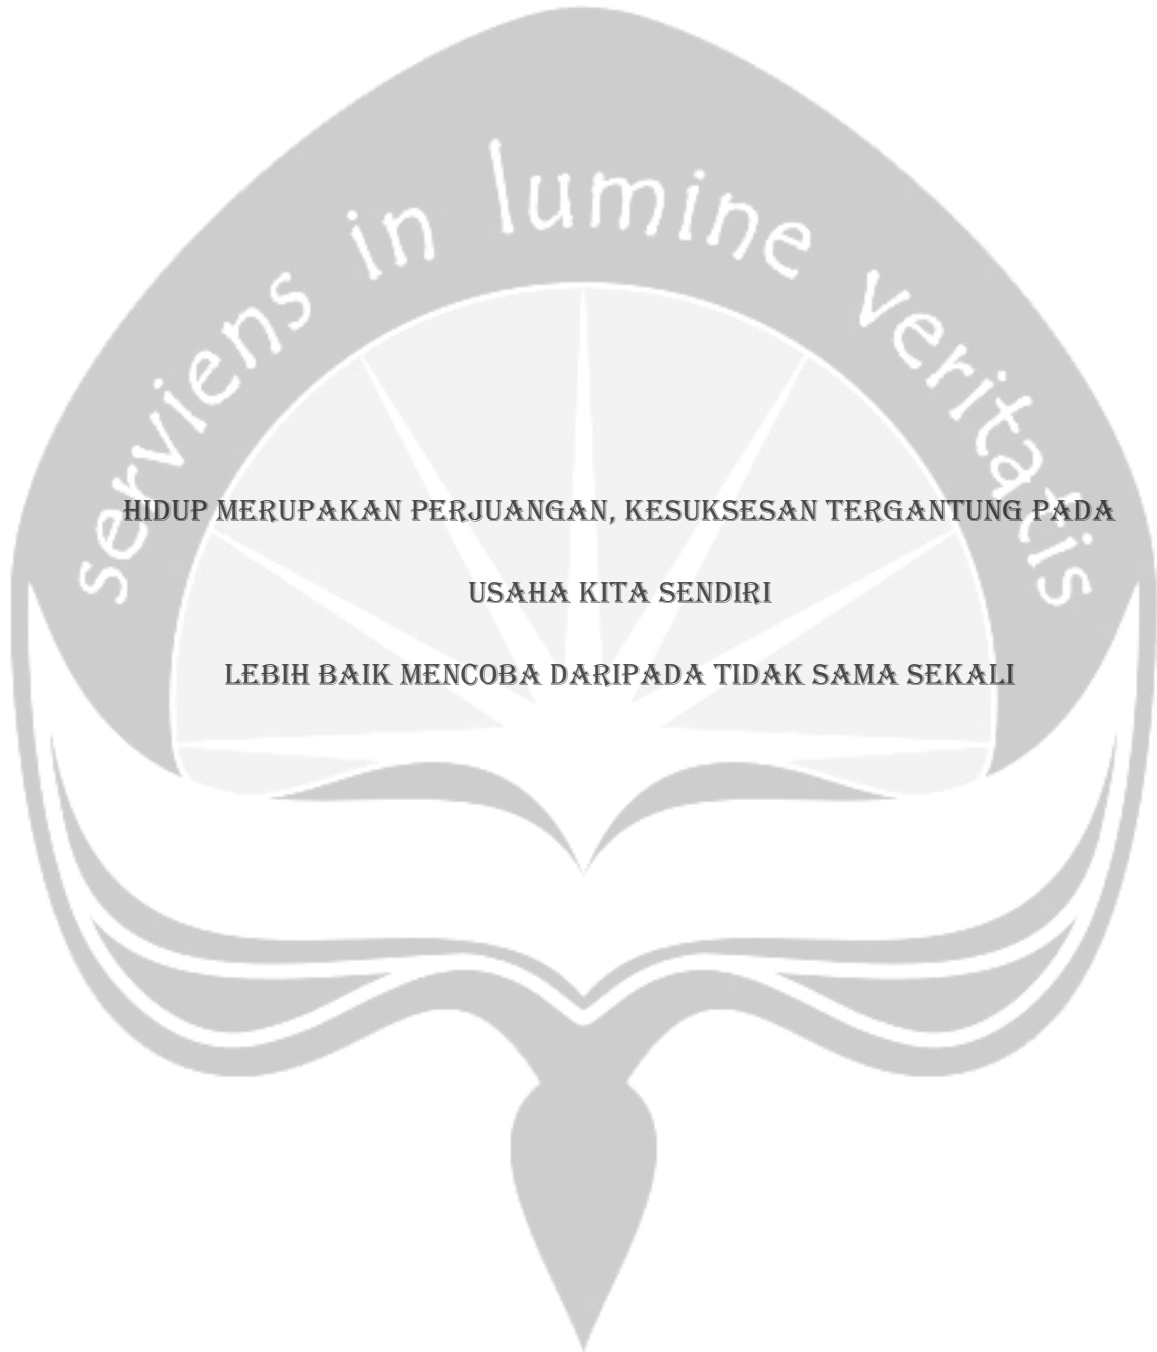 serviens in lumine veritatis
HIDUP MERUPAKAN PERJUANGAN, KESUKSESAN TERGANTUNG PADA
USAHA KITA SENDIRI
LEBIH BAIK MENCOBA DARIPADA TIDAK SAMA SEKALI